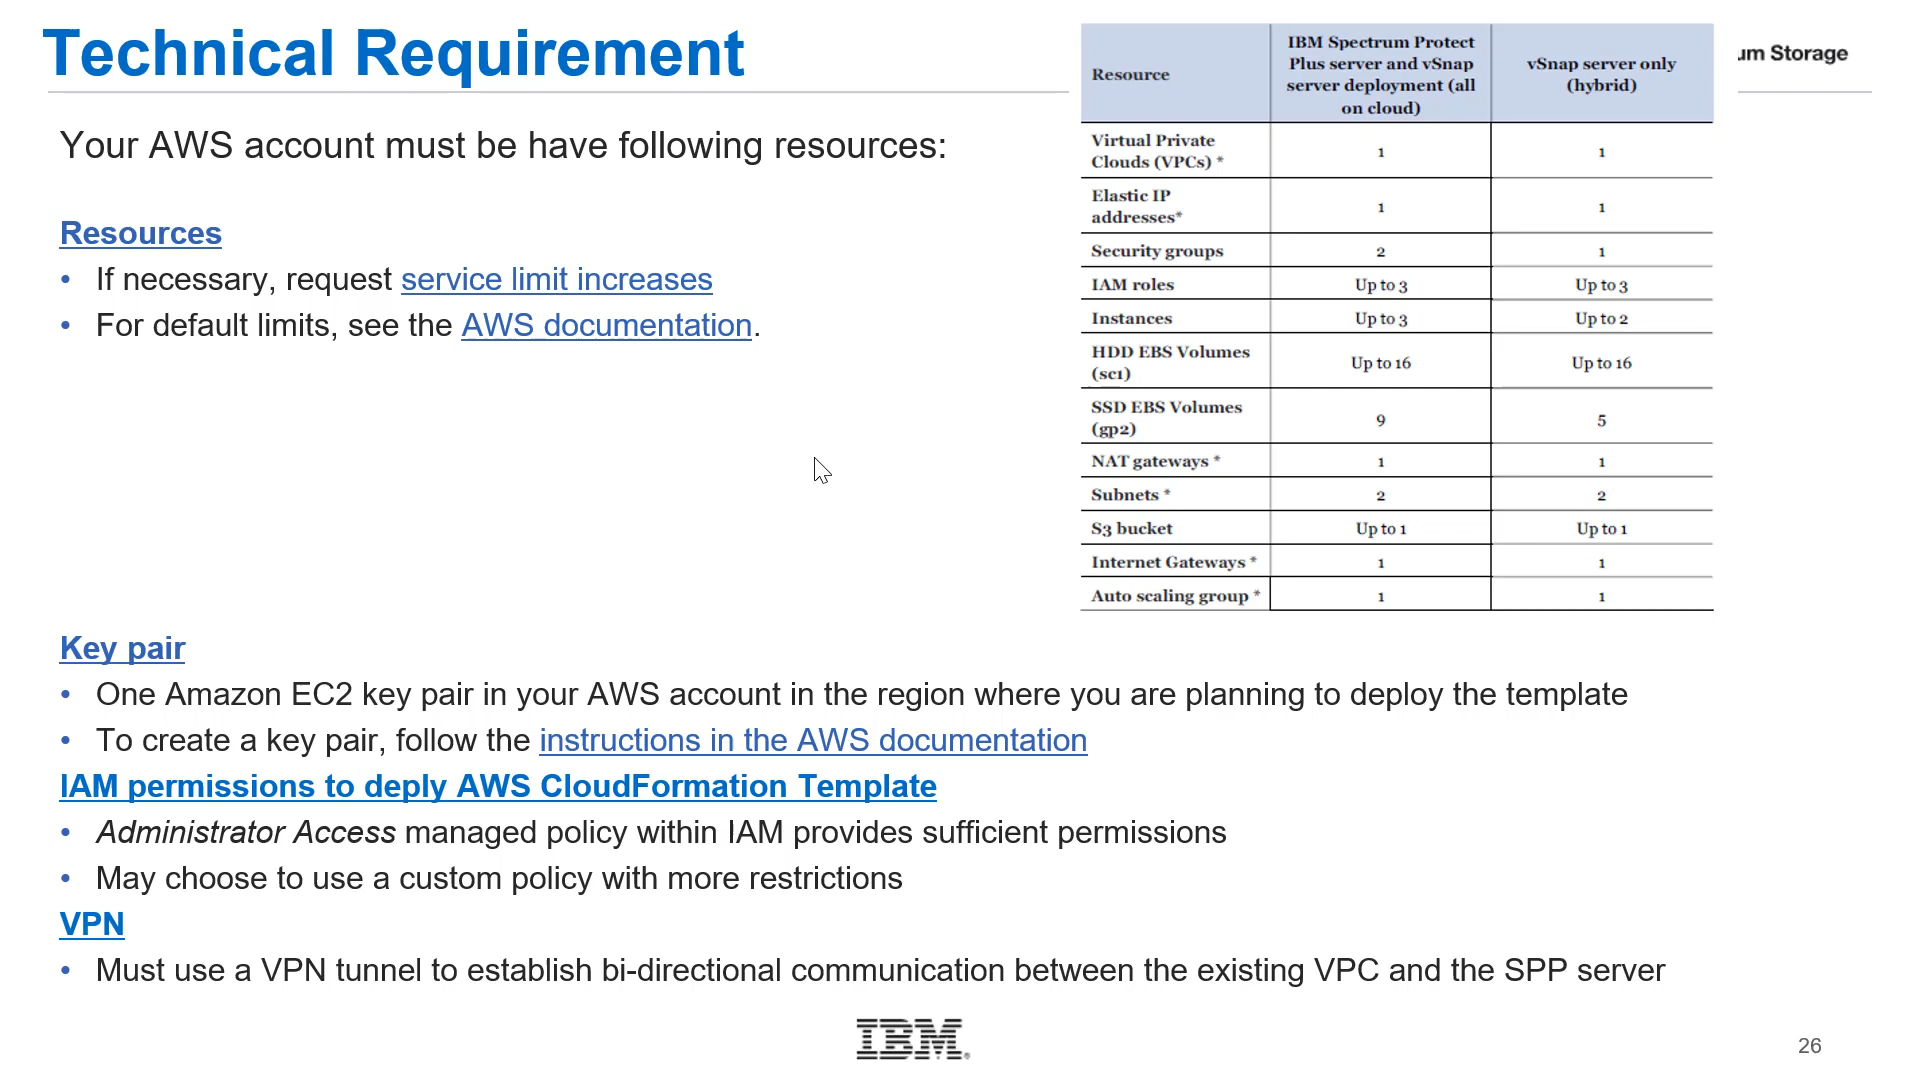 Technical Requirement
um Storage
Your AWS account must be have following resources:
Resources
• If necessary, request service limit increases
• For default limits, see the AWS documentation.
Resource
IBM Spectrum Protect
Plus server and vSnap
server deployment (all
on cloud)
vSnap server only
(hybrid)
Virtual Private
Clouds (VPCs) *
1
1
Elastic IP
addresses*
1
1
Security groups
2
1
IAM roles
Up to 3
Up to 3
Instances
Up to 3
Up to 2
HDD EBS Volumes
(sc1)
Up to 16
Up to 16
SSD EBS Volumes
(gp2)
9
5
NAT gateways *
1
1
Subnets *
2
2
S3 bucket
Up to 1
Up to 1
Internet Gateways *
1
1
Auto scaling group *
1
1
Key pair
• One Amazon EC2 key pair in your AWS account in the region where you are planning to deploy the template
• To create a key pair, follow the instructions in the AWS documentation
IAM permissions to deply AWS CloudFormation Template
• Administrator Access managed policy within IAM provides sufficient permissions
• May choose to use a custom policy with more restrictions
VPN
• Must use a VPN tunnel to establish bi-directional communication between the existing VPC and the SPP server
IBM®
26